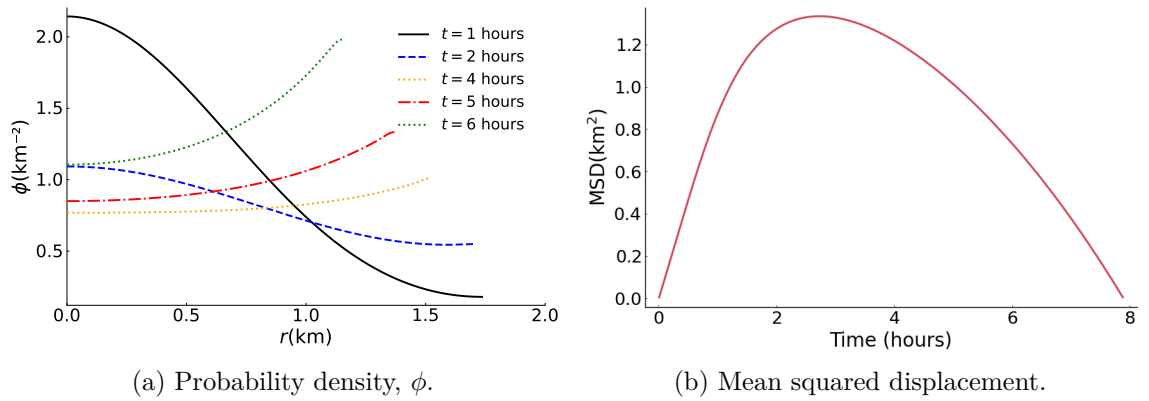 ϕ(km⁻²)
2.0
1.5
1.0
0.5
0.0 0.5 1.0 1.5 2.0
r(km)
t = 1 hours
t = 2 hours
t = 4 hours
t = 5 hours
t = 6 hours
(a) Probability density, ϕ.
MSD(km²)
1.2
1.0
0.8
0.6
0.4
0.2
0.0
0 2 4 6 8
Time (hours)
(b) Mean squared displacement.